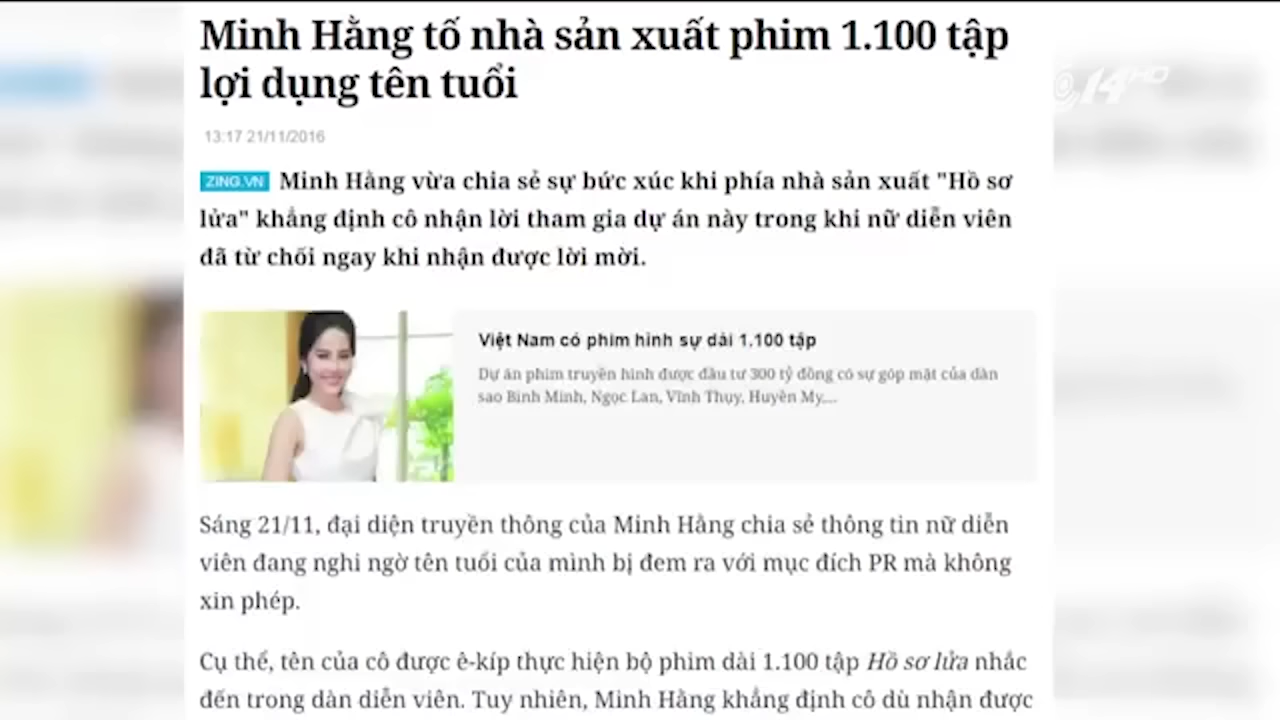 Minh Hằng tố nhà sản xuất phim 1.100 tập
lợi dụng tên tuổi
14HD
13:17 21/11/2016
ZING.VN Minh Hằng vừa chia sẻ sự bức xúc khi phía nhà sản xuất "Hồ sơ
lửa" khẳng định cô nhận lời tham gia dự án này trong khi nữ diễn viên
đã từ chối ngay khi nhận được lời mời.
Việt Nam có phim hình sự dài 1.100 tập
Dự án phim truyền hình được đầu tư 300 tỷ đồng có sự góp mặt của dàn
sao Bình Minh, Ngọc Lan, Vĩnh Thụy, Huyền My,...
Sáng 21/11, đại diện truyền thông của Minh Hằng chia sẻ thông tin nữ diễn
viên đang nghi ngờ tên tuổi của mình bị đem ra với mục đích PR mà không
xin phép.
Cụ thể, tên của cô được ê-kíp thực hiện bộ phim dài 1.100 tập Hồ sơ lửa nhắc
đến trong dàn diễn viên. Tuy nhiên, Minh Hằng khẳng định cô dù nhận được